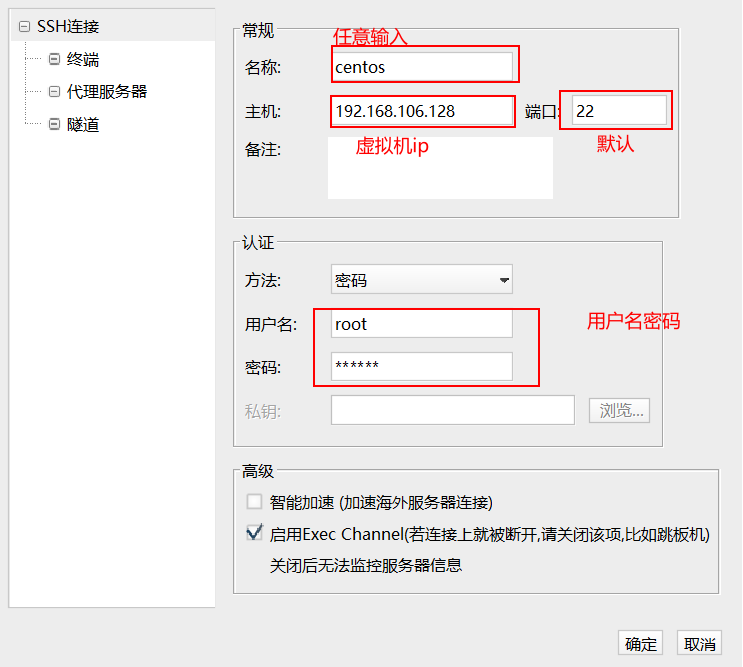 SSH连接
终端
代理服务器
隧道
常规
任意输入
名称: centos
主机: 192.168.106.128 端口: 22
虚拟机ip 默认
备注:
认证
方法: 密码
用户名: root
用户名密码
密码: ******
私钥: 浏览...
高级
智能加速 (加速海外服务器连接)
启用Exec Channel(若连接上就被断开,请关闭该项,比如跳板机)
关闭后无法监控服务器信息
确定 取消